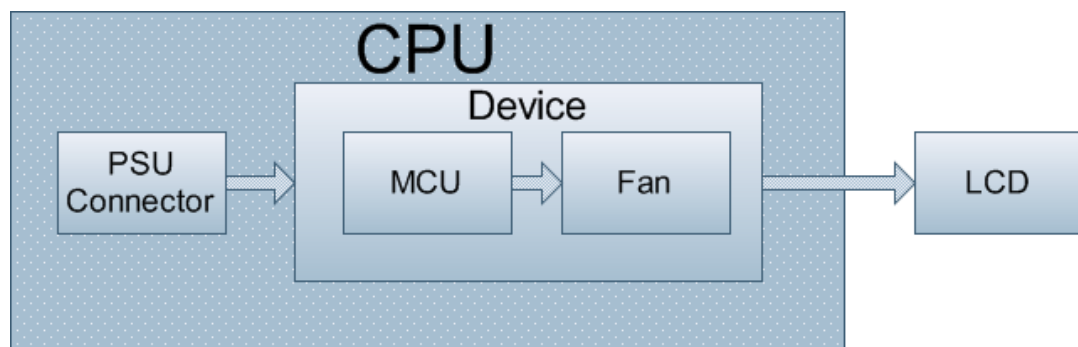 CPU
Device
PSU
Connector
MCU
Fan
LCD